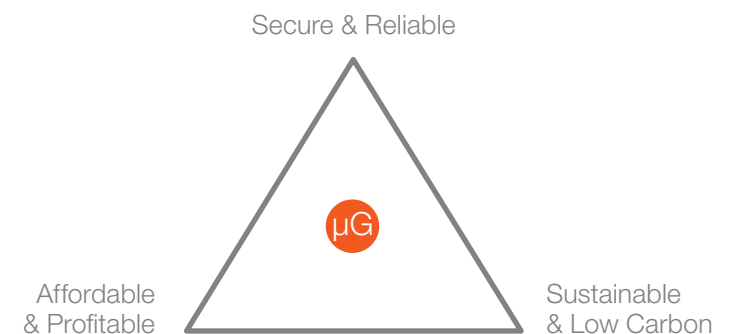 Secure & Reliable
µG
Affordable
& Profitable
Sustainable
& Low Carbon